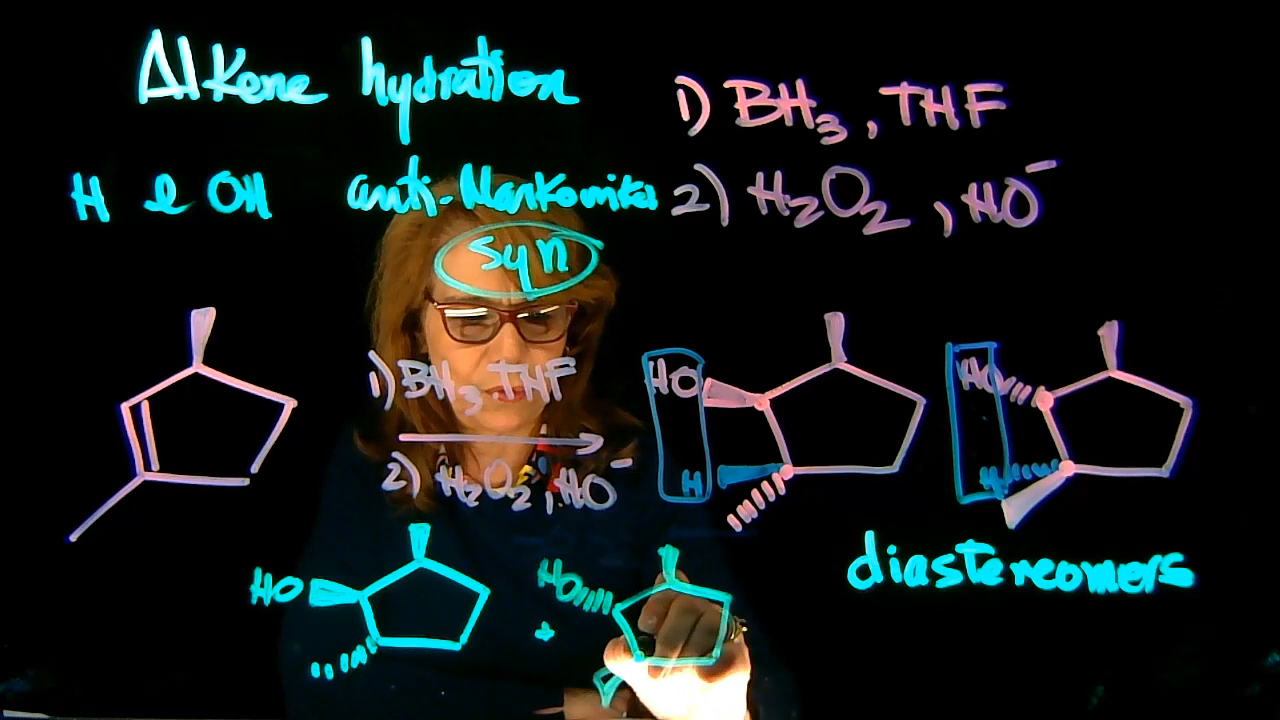 Alkene hydration
1) BH3, THF
H e OH anti-Markovnikov
2) H2O2, HO⁻
syn
1) BH3 THF
2) H2O2, HO⁻
HO
H
HO
H
diastereomers
HO
+
HO